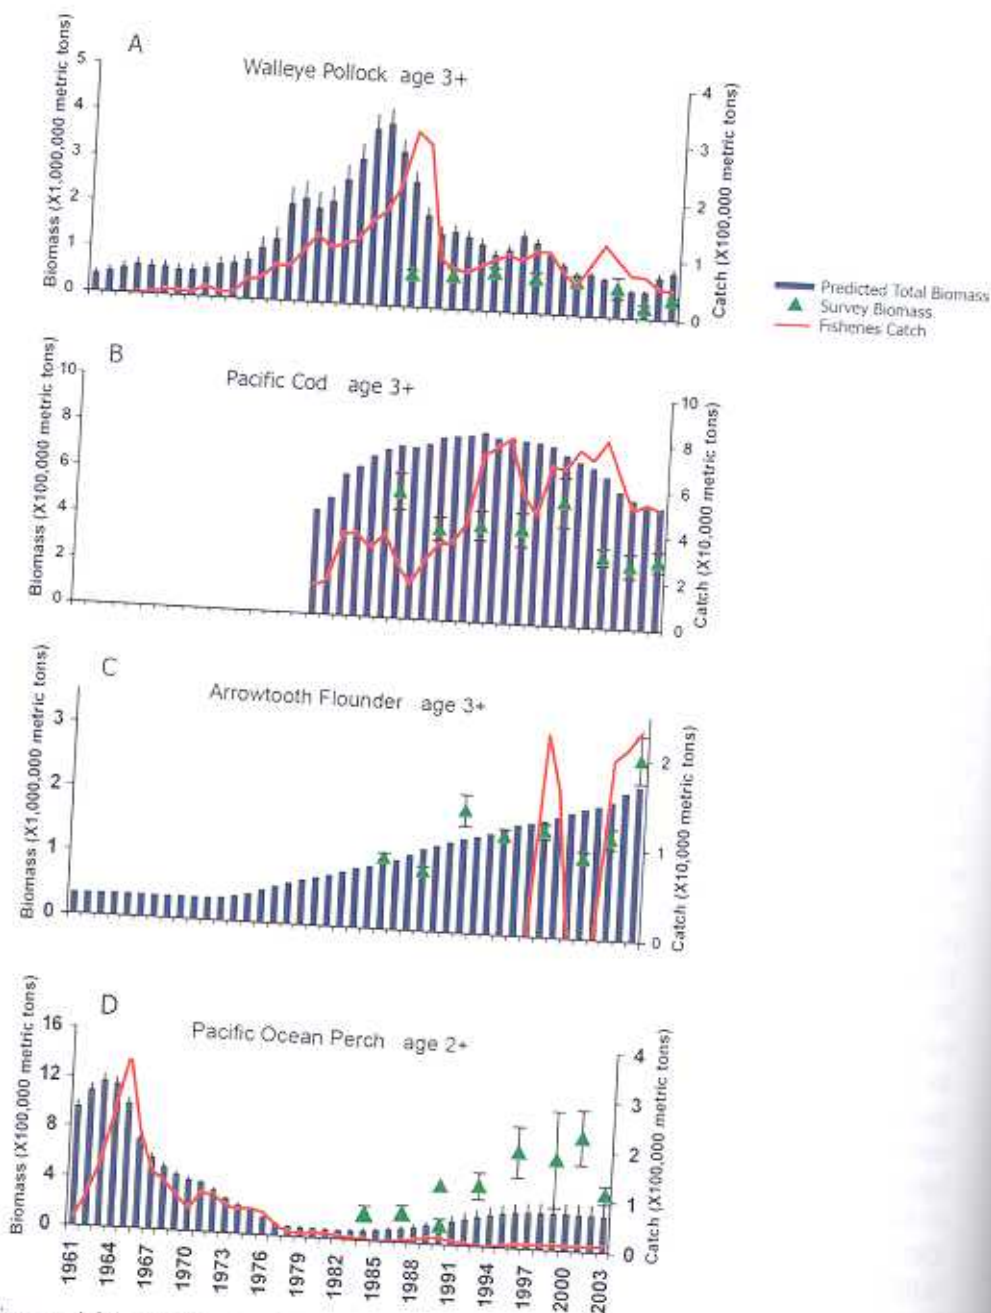 A
Walleye Pollock age 3+
Biomass (X1,000,000 metric tons)
5
4
3
2
1
0
Catch (X100,000 metric tons)
4
3
2
1
0
Predicted Total Biomass
Survey Biomass
Fisheries Catch
B
Pacific Cod age 3+
Biomass (X100,000 metric tons)
10
8
6
4
2
0
Catch (X10,000 metric tons)
10
8
6
4
2
0
C
Arrowtooth Flounder age 3+
Biomass (X1,000,000 metric tons)
3
2
1
0
Catch (X10,000 metric tons)
2
1
0
D
Pacific Ocean Perch age 2+
Biomass (X100,000 metric tons)
16
12
8
4
0
Catch (X100,000 metric tons)
4
3
2
1
0
1961 1964 1967 1970 1973 1976 1979 1982 1985 1988 1991 1994 1997 2000 2003